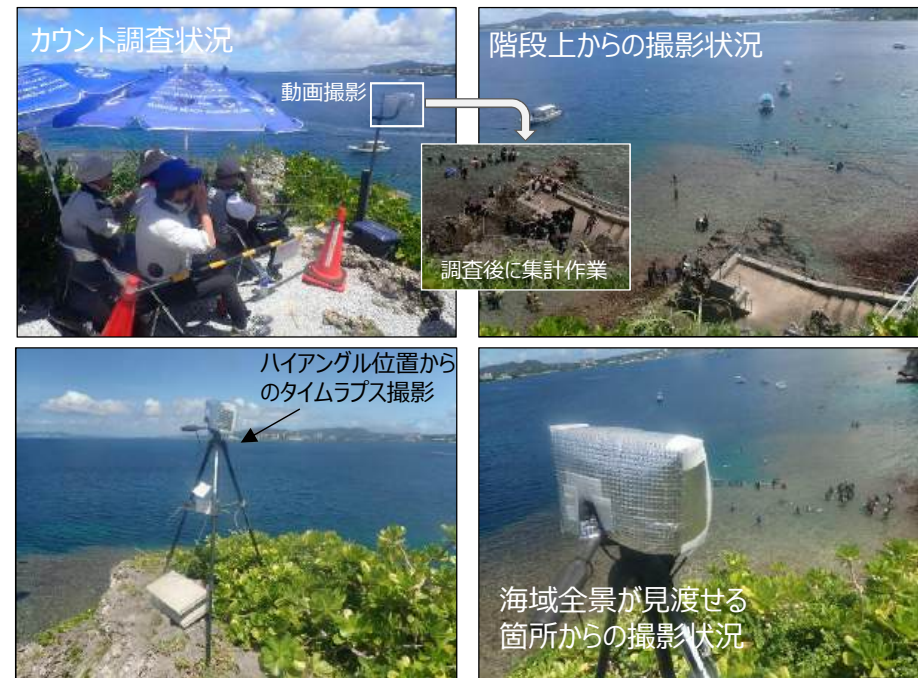 カウント調査状況
動画撮影
調査後に集計作業
階段上からの撮影状況
ハイアングル位置から
のタイムラプス撮影
海域全景が見渡せる
箇所からの撮影状況